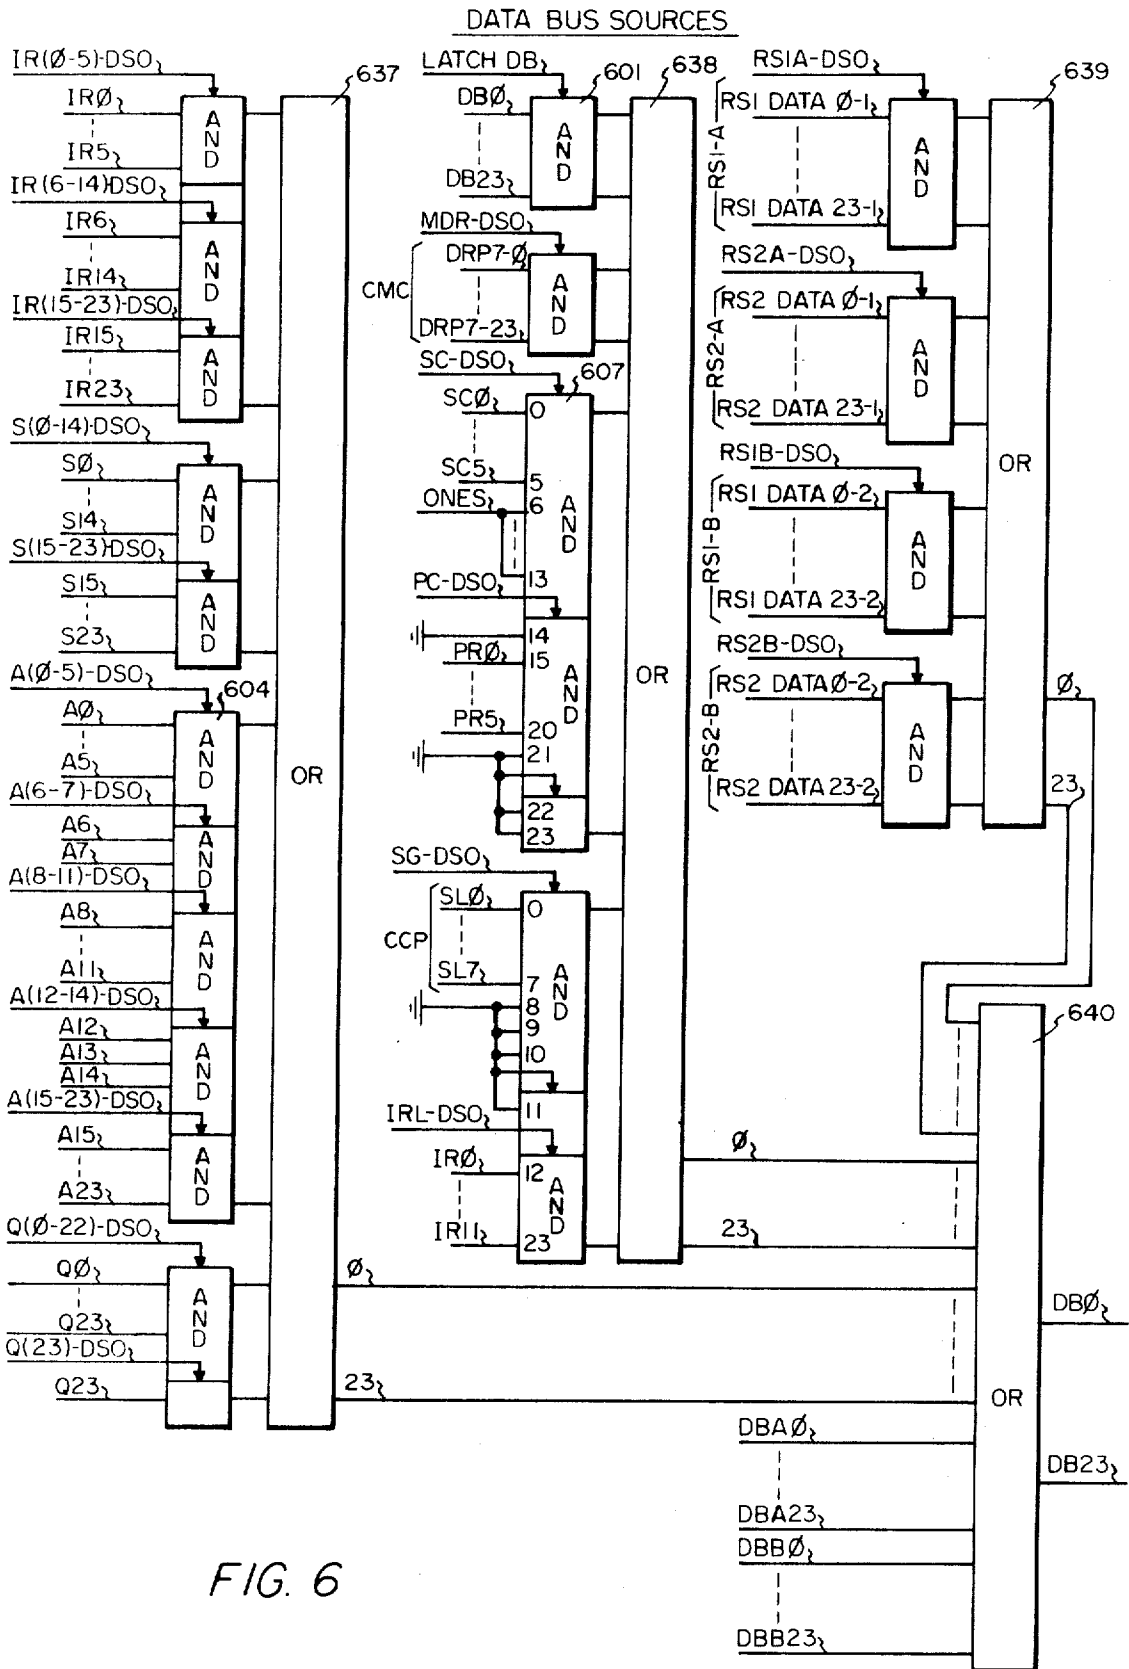 DATA BUS SOURCES
IR(Ø-5)-DSO
637
IRØ
IR5
AND
IR(6-14)-DSO
IR6
IR14
AND
IR(15-23)-DSO
IR15
IR23
AND
S(Ø-14)-DSO
SØ
S14
AND
S(15-23)-DSO
S15
S23
AND
A(Ø-5)-DSO
604
AØ
A5
AND
A(6-7)-DSO
A6
A7
AND
A(8-11)-DSO
A8
A11
AND
A(12-14)-DSO
A12
A13
A14
AND
A(15-23)-DSO
A15
A23
AND
Q(Ø-22)-DSO
QØ
Q23
AND
Q(23)-DSO
Q23
OR
Ø
23
LATCH DB
601
638
DBØ
DB23
AND
MDR-DSO
CMC
DRP7-Ø
DRP7-23
AND
SC-DSO
607
SCØ
0
SC5
5
ONES
6
AND
13
PC-DSO
14
PRØ
15
AND
PR5
20
21
22
23
SG-DSO
CCP
SLØ
0
SL7
7
AND
8
9
10
11
IRL-DSO
IRØ
12
AND
IR11
23
OR
Ø
23
RS1A-DSO
639
RS1-A
RS1 DATA Ø-1
RS1 DATA 23-1
AND
RS2A-DSO
RS2-A
RS2 DATA Ø-1
RS2 DATA 23-1
AND
RS1B-DSO
RS1-B
RS1 DATA Ø-2
RS1 DATA 23-2
AND
RS2B-DSO
RS2-B
RS2 DATA Ø-2
RS2 DATA 23-2
AND
OR
Ø
23
640
OR
DBAØ
DBA23
DBBØ
DBB23
DBØ
DB23
FIG. 6